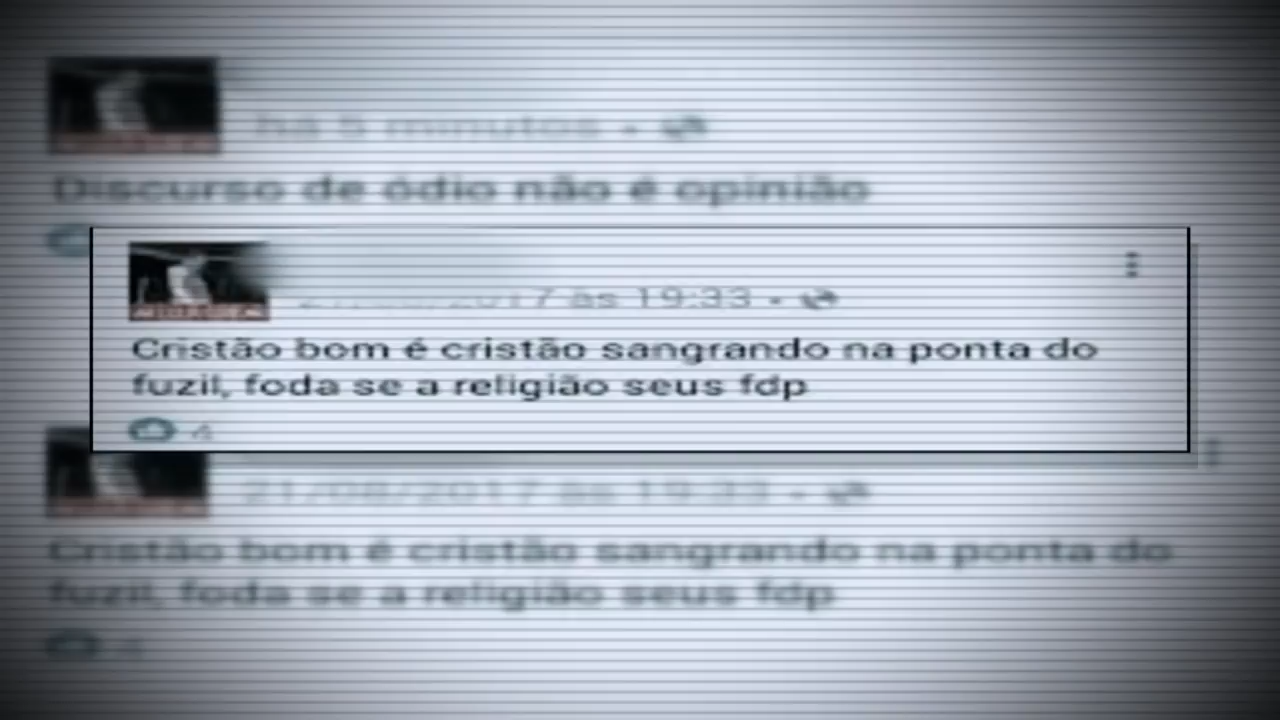 há 5 minutos
Discurso de ódio não é opinião
às 19:33
Cristão bom é cristão sangrando na ponta do
fuzil, foda se a religião seus fdp
4
21/08/2017 às 19:33
Cristão bom é cristão sangrando na ponta do
fuzil, foda se a religião seus fdp